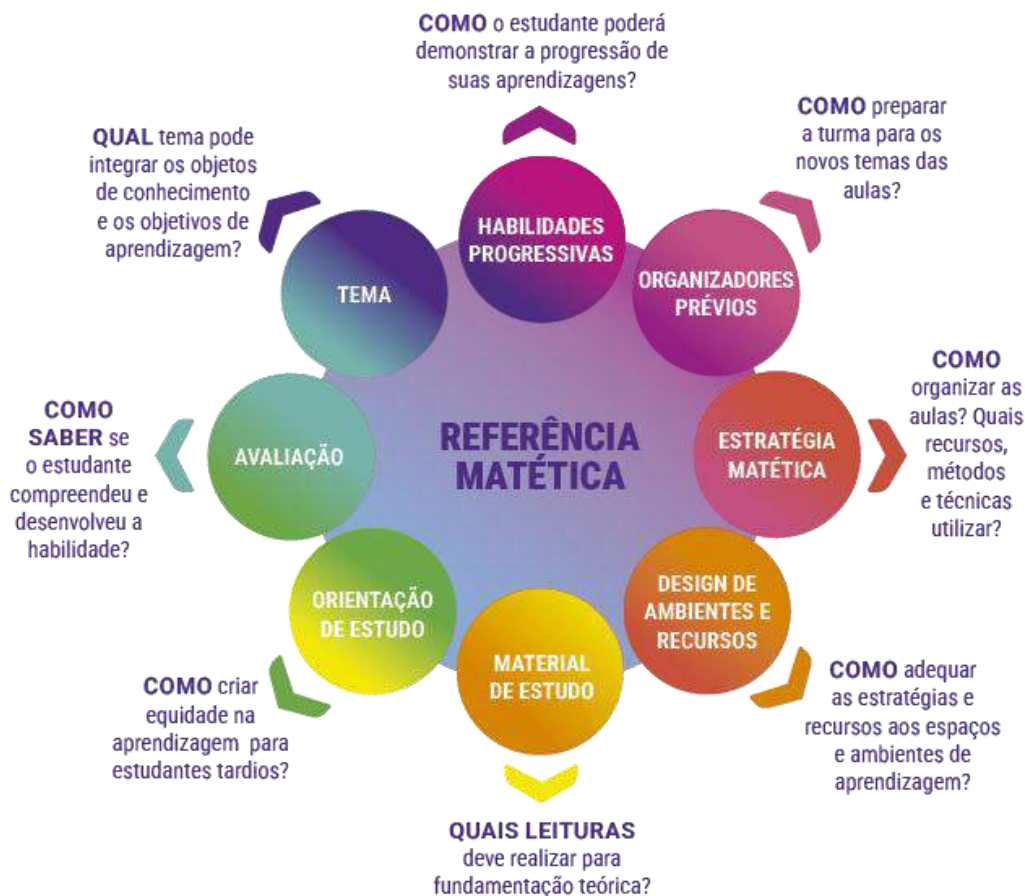 COMO o estudante poderá
demonstrar a progressão de
suas aprendizagens?
COMO preparar
a turma para os
novos temas das
aulas?
QUAL tema pode
integrar os objetos
de conhecimento
e os objetivos de
aprendizagem?
HABILIDADES
PROGRESSIVAS
ORGANIZADORES
PRÉVIOS
TEMA
COMO
organizar as
aulas? Quais
recursos,
métodos
e técnicas
utilizar?
COMO
SABER se
o estudante
compreendeu e
desenvolveu a
habilidade?
AVALIAÇÃO
REFERÊNCIA
MATÉTICA
ESTRATÉGIA
MATÉTICA
ORIENTAÇÃO
DE ESTUDO
DESIGN DE
AMBIENTES E
RECURSOS
MATERIAL
DE ESTUDO
COMO criar
equidade na
aprendizagem para
estudantes tardios?
COMO adequar
as estratégias e
recursos aos espaços
e ambientes de
aprendizagem?
QUAIS LEITURAS
deve realizar para
fundamentação teórica?